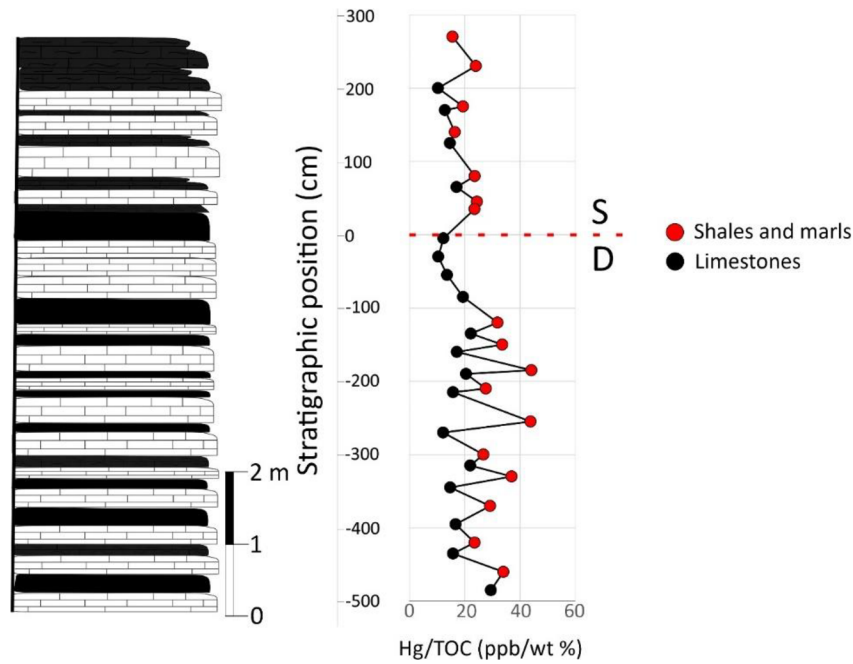 300
200
100
0
-100
-200
-300
-400
-500
Stratigraphic position (cm)
S
D
Shales and marls
Limestones
2 m
1
0
0 20 40 60
Hg/TOC (ppb/wt %)